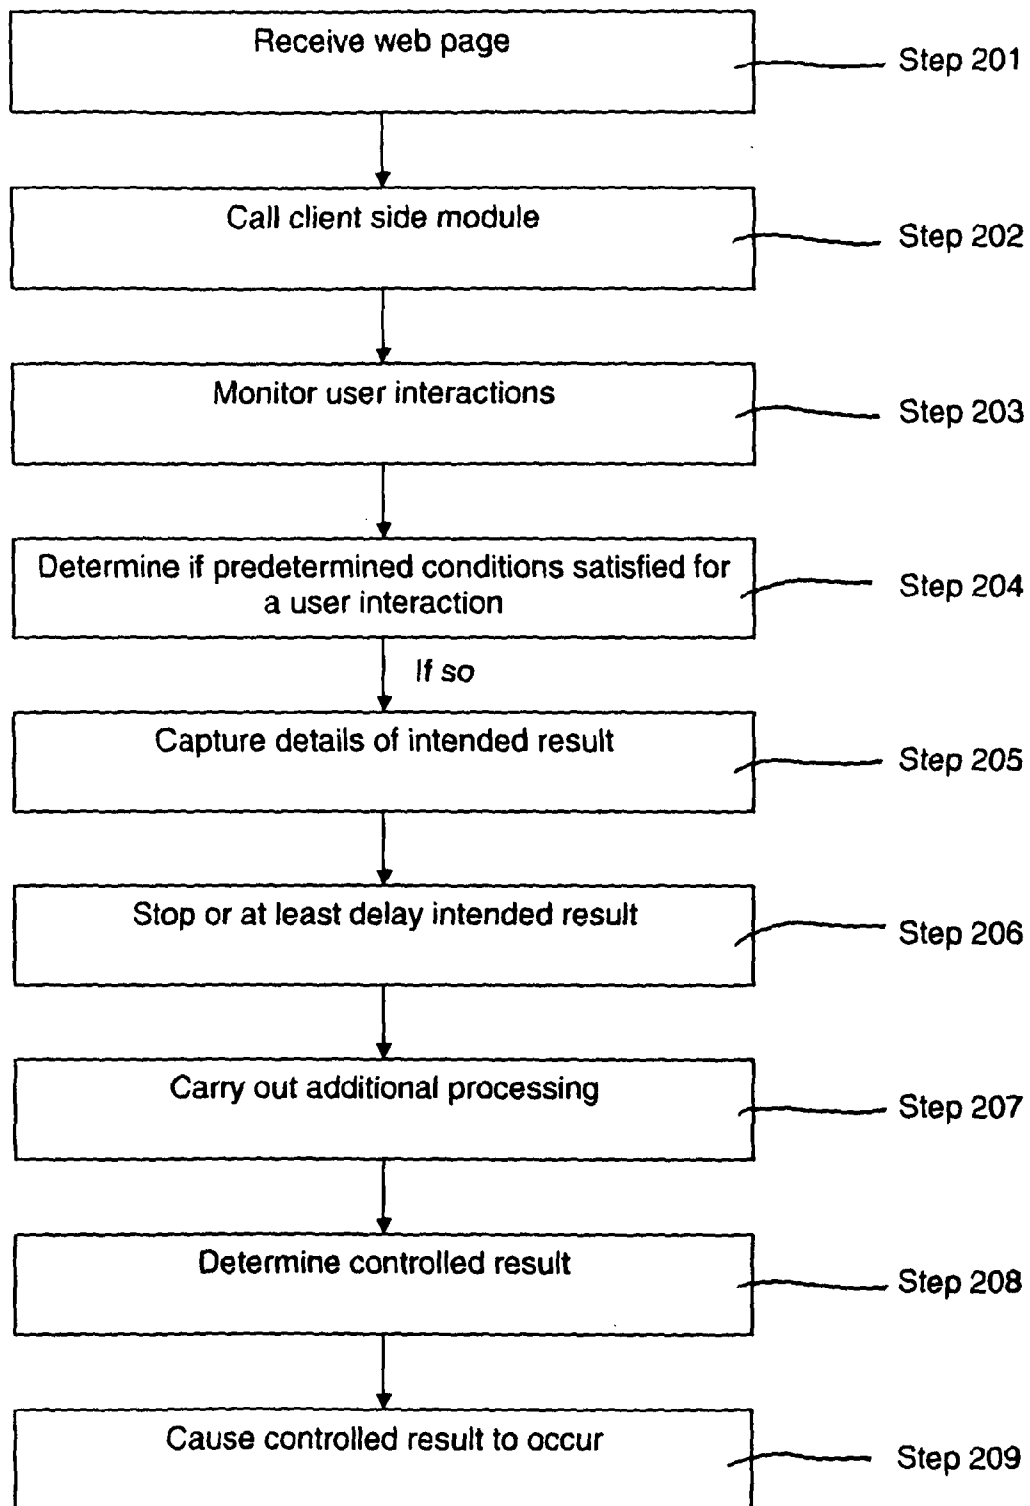 Receive web page
Step 201
Call client side module
Step 202
Monitor user interactions
Step 203
Determine if predetermined conditions satisfied for
a user interaction
Step 204
If so
Capture details of intended result
Step 205
Stop or at least delay intended result
Step 206
Carry out additional processing
Step 207
Determine controlled result
Step 208
Cause controlled result to occur
Step 209